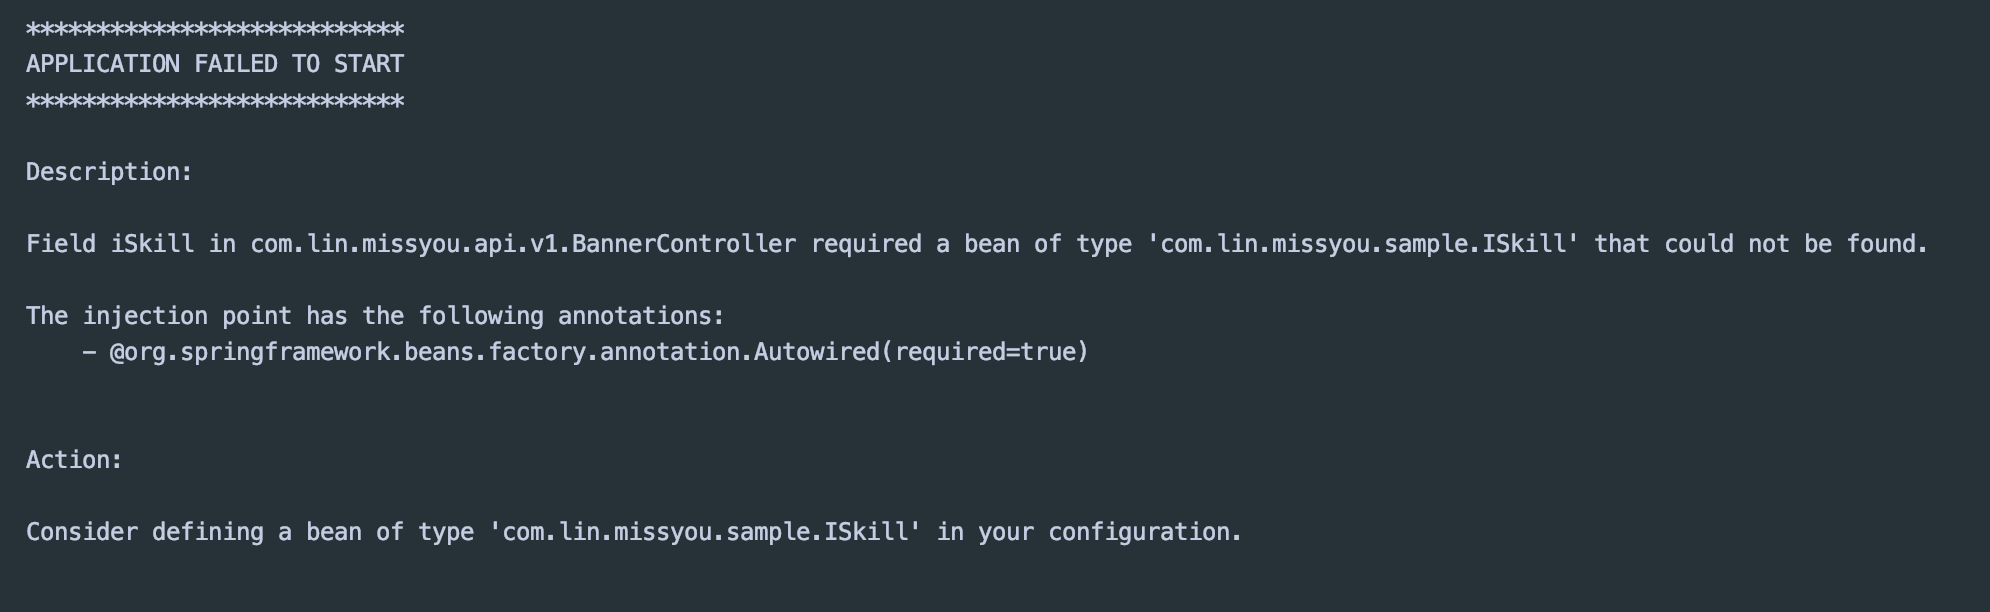 ***************************
APPLICATION FAILED TO START
***************************
Description:
Field iSkill in com.lin.missyou.api.v1.BannerController required a bean of type 'com.lin.missyou.sample.ISkill' that could not be found.
The injection point has the following annotations:
- @org.springframework.beans.factory.annotation.Autowired(required=true)
Action:
Consider defining a bean of type 'com.lin.missyou.sample.ISkill' in your configuration.